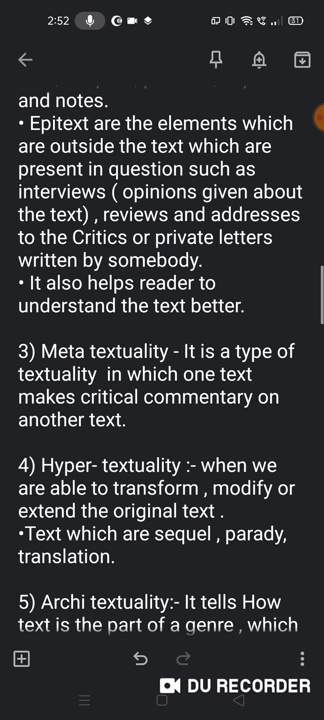 2:52
and notes.
• Epitext are the elements which
are outside the text which are
present in question such as
interviews ( opinions given about
the text) , reviews and addresses
to the Critics or private letters
written by somebody.
• It also helps reader to
understand the text better.
3) Meta textuality - It is a type of
textuality  in which one text
makes critical commentary on
another text.
4) Hyper- textuality :- when we
are able to transform , modify or
extend the original text .
•Text which are sequel , parady,
translation.
5) Archi textuality:- It tells How
text is the part of a genre , which
DU RECORDER